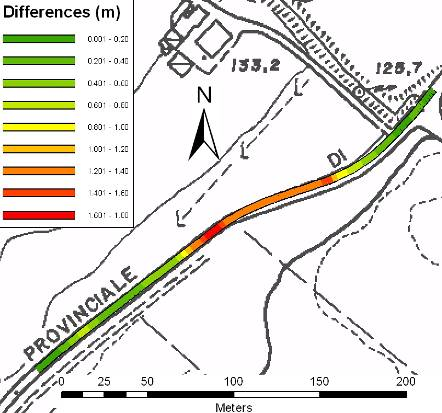 Differences (m)
0.001 - 0.20
0.201 - 0.40
0.401 - 0.60
0.601 - 0.80
0.801 - 1.00
1.001 - 1.20
1.201 - 1.40
1.401 - 1.60
1.601 - 1.80
133,2
125,7
N
DI
PROVINCIALE
0 25 50 100 150 200
Meters